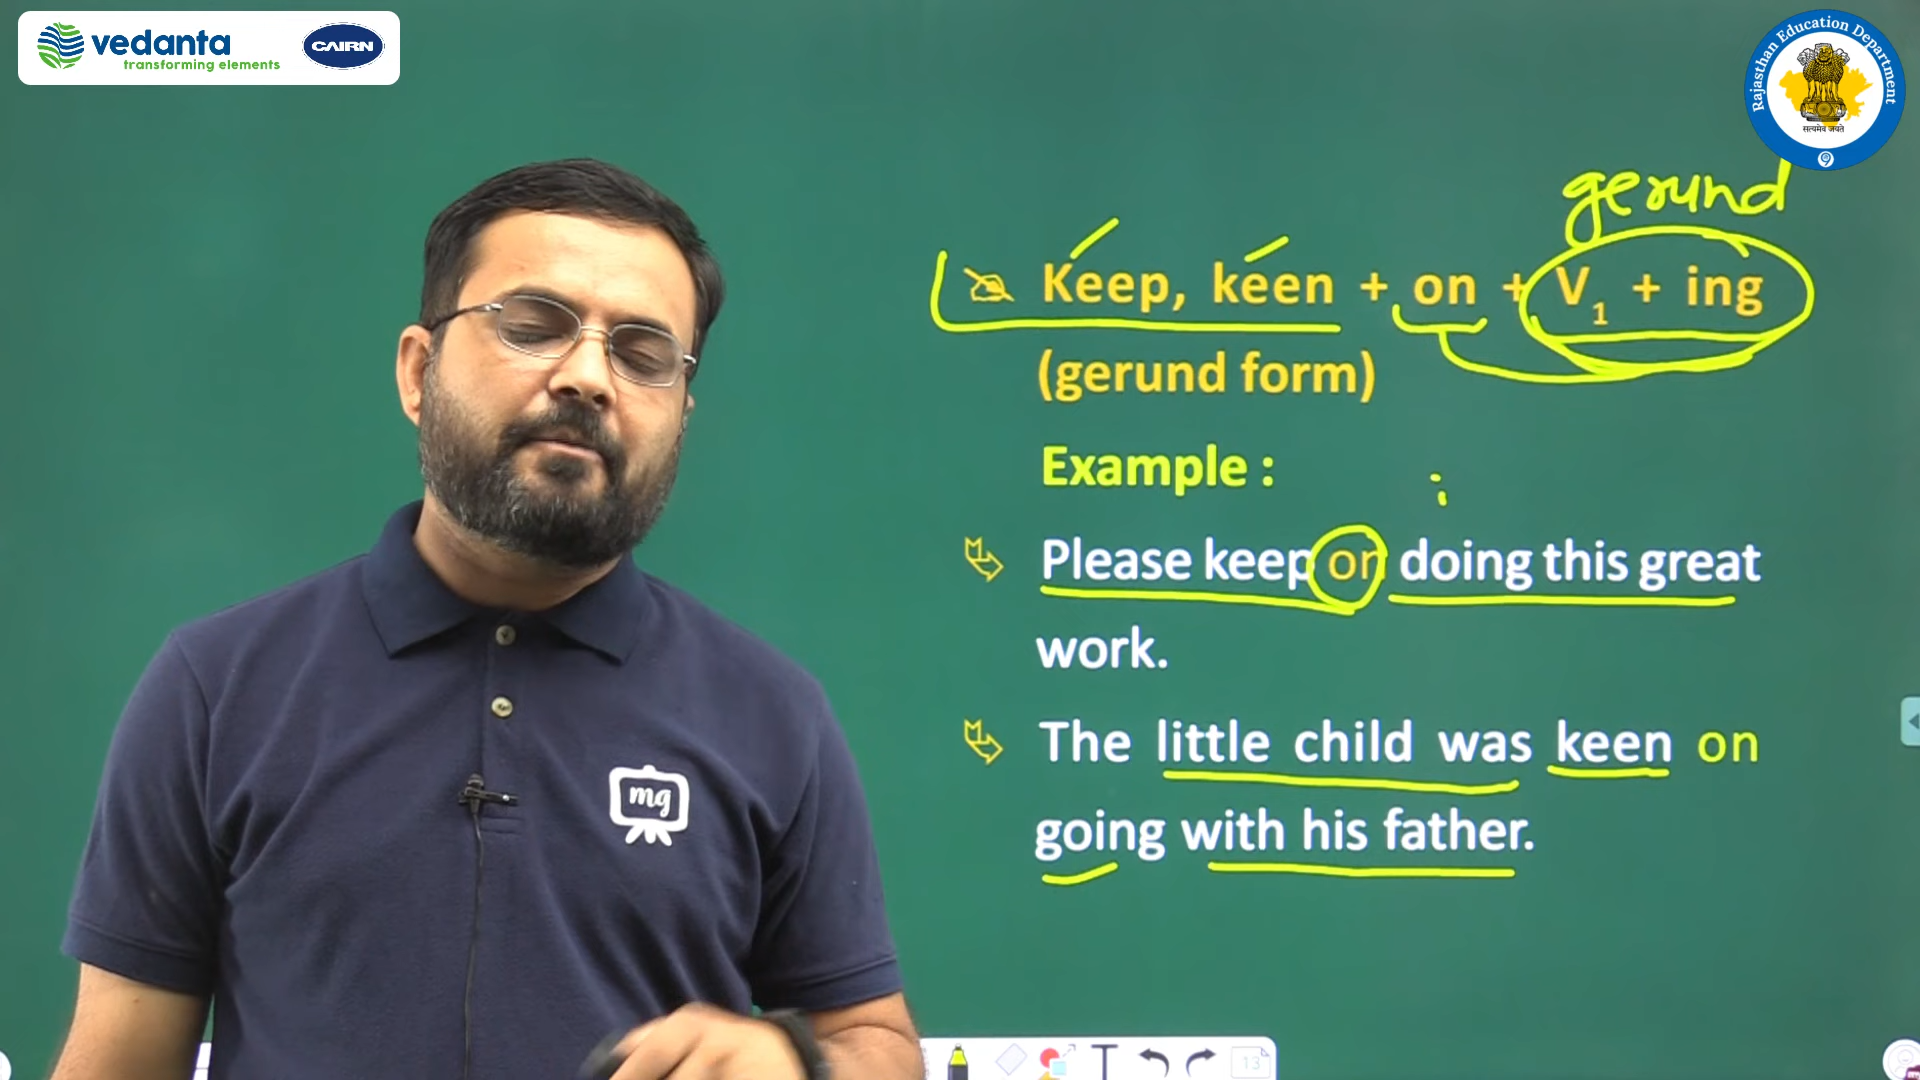 vedanta
transforming elements
CAIRN
Rajasthan Education Department
सत्यमेव जयते
gerund
Keep, keen + on + V1 + ing
(gerund form)
Example :
Please keep on doing this great
work.
The little child was keen on
going with his father.
mg
T
13